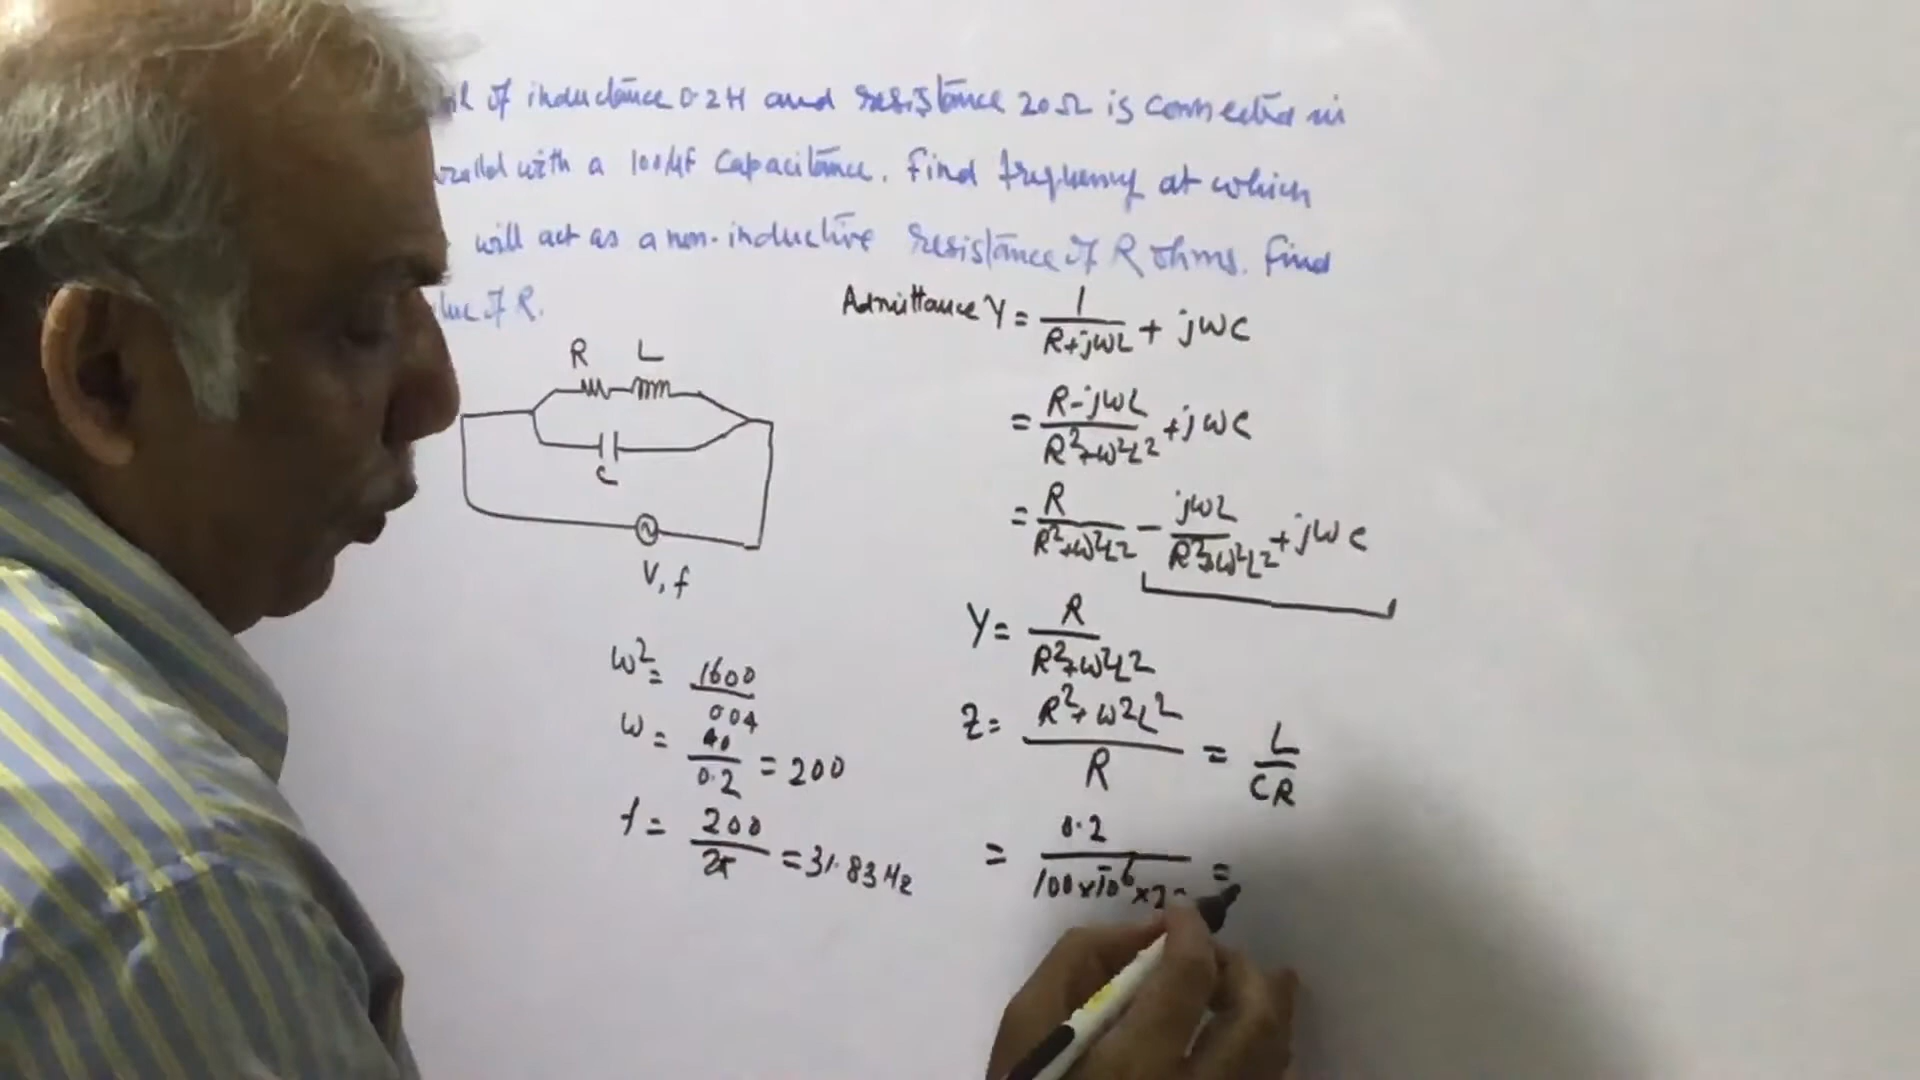 of inductance 0.2H and resistance 20Ω is connected in
with a 100μF Capacitance. Find frequency at which
will act as a non-inductive resistance of R ohms. Find
of R.
Admittance Y = 1/(R+jωL) + jωC
= (R-jωL)/(R²+ω²L²) + jωC
= R/(R²+ω²L²) - jωL/(R²+ω²L²) + jωC
Y = R/(R²+ω²L²)
Z = (R²+ω²L²)/R = L/CR
= 0.2/(100×10⁻⁶×2 =
R L
C
V, f
ω² = 1600/0.04
ω = 40/0.2 = 200
f = 200/2π = 31.83 Hz